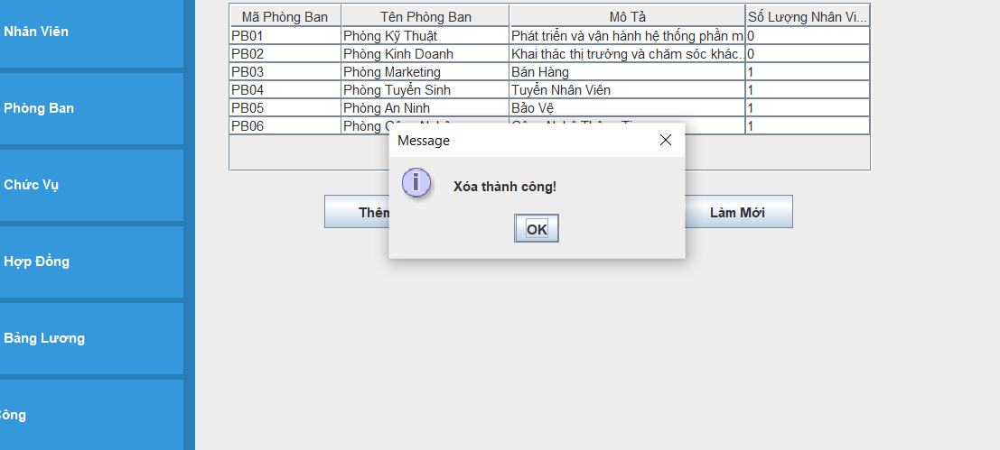 Mã Phòng Ban Tên Phòng Ban Mô Tả Số Lượng Nhân Vi...
Nhân Viên
PB01 Phòng Kỹ Thuật Phát triển và vận hành hệ thống phần m 0
PB02 Phòng Kinh Doanh Khai thác thị trường và chăm sóc khác... 0
PB03 Phòng Marketing Bán Hàng 1
PB04 Phòng Tuyển Sinh Tuyển Nhân Viên 1
Phòng Ban
PB05 Phòng An Ninh Bảo Vệ 1
PB06 Phòng 1
Message
Chức Vụ
Xóa thành công!
Thêm Làm Mới
OK
Hợp Đồng
Bảng Lương
Công